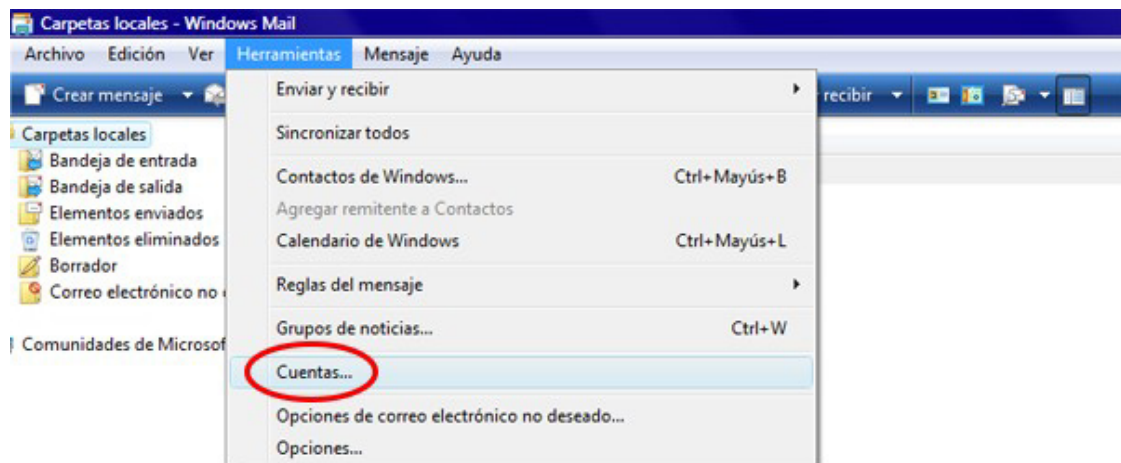 Carpetas locales - Windows Mail
Archivo Edición Ver Herramientas Mensaje Ayuda
Crear mensaje recibir
Carpetas locales
Bandeja de entrada
Bandeja de salida
Elementos enviados
Elementos eliminados
Borrador
Correo electrónico no
Comunidades de Microsof
Enviar y recibir
Sincronizar todos
Contactos de Windows... Ctrl+Mayús+B
Agregar remitente a Contactos
Calendario de Windows Ctrl+Mayús+L
Reglas del mensaje
Grupos de noticias... Ctrl+W
Cuentas...
Opciones de correo electrónico no deseado...
Opciones...